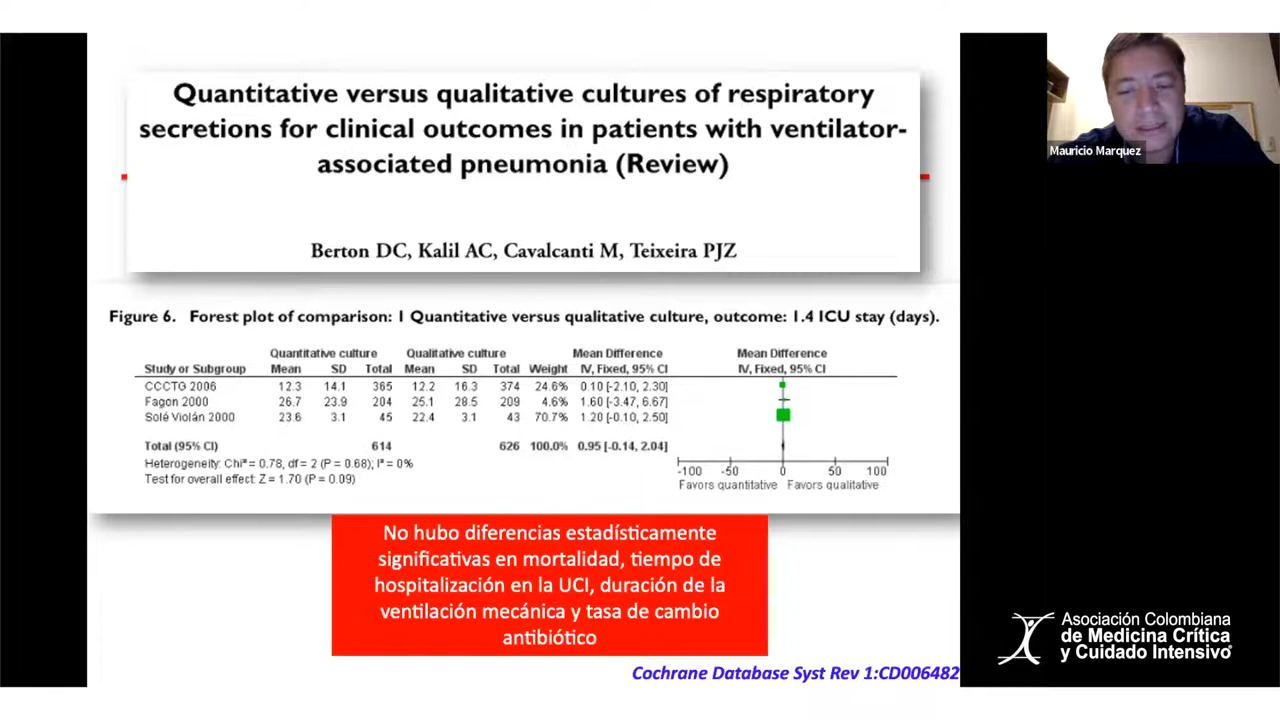 Quantitative versus qualitative cultures of respiratory
secretions for clinical outcomes in patients with ventilator-
associated pneumonia (Review)
Berton DC, Kalil AC, Cavalcanti M, Teixeira PJZ
Mauricio Marquez
Figure 6. Forest plot of comparison: 1 Quantitative versus qualitative culture, outcome: 1.4 ICU stay (days).
Quantitative culture Qualitative culture Mean Difference Mean Difference
Study or Subgroup Mean SD Total Mean SD Total Weight IV, Fixed, 95% CI IV, Fixed, 95% CI
CCCTG 2006 12.3 14.1 365 12.2 16.3 374 24.6% 0.10 [-2.10, 2.30]
Fagon 2000 26.7 23.9 204 25.1 28.5 209 4.6% 1.60 [-3.47, 6.67]
Solé Violán 2000 23.6 3.1 45 22.4 3.1 43 70.7% 1.20 [-0.10, 2.50]
Total (95% CI) 614 626 100.0% 0.95 [-0.14, 2.04]
Heterogeneity: Chi² = 0.78, df = 2 (P = 0.68); I² = 0%
Test for overall effect: Z = 1.70 (P = 0.09)
-100 -50 0 50 100
Favors quantitative Favors qualitative
No hubo diferencias estadísticamente
significativas en mortalidad, tiempo de
hospitalización en la UCI, duración de la
ventilación mecánica y tasa de cambio
antibiótico
Cochrane Database Syst Rev 1:CD006482
Asociación Colombiana
de Medicina Crítica
y Cuidado Intensivo